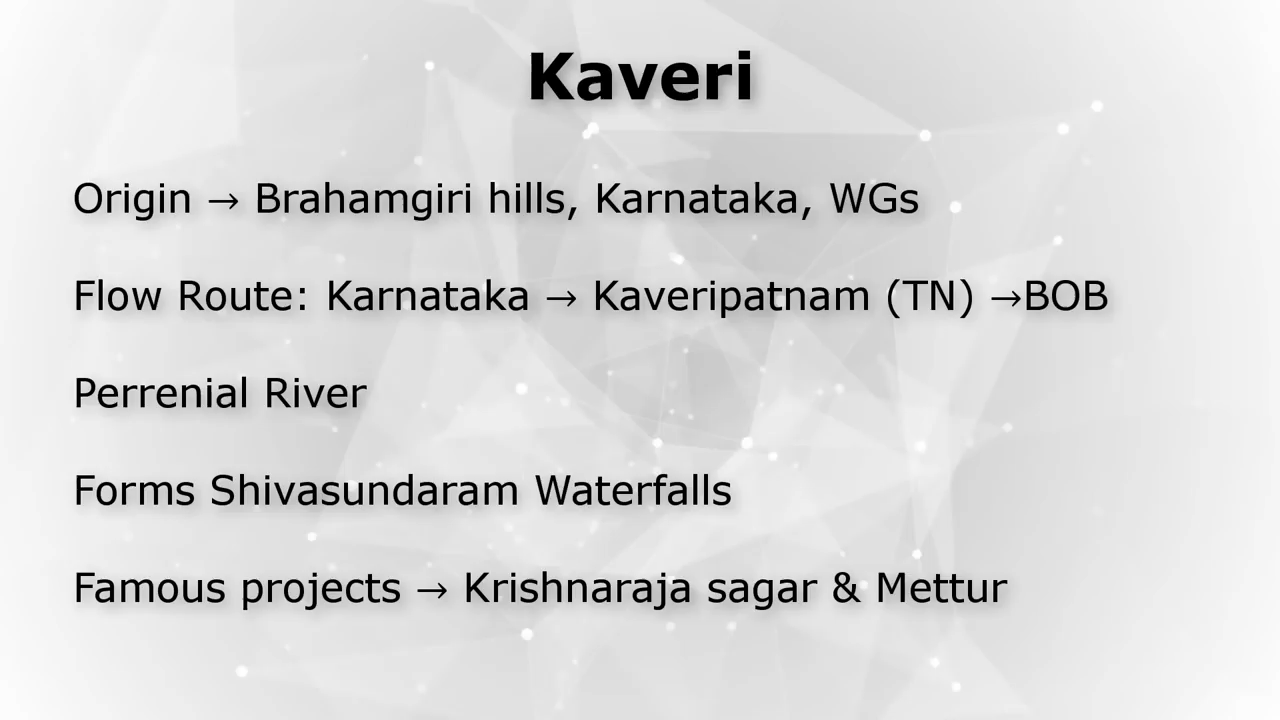 Kaveri
Origin → Brahamgiri hills, Karnataka, WGs
Flow Route: Karnataka → Kaveripatnam (TN) →BOB
Perrenial River
Forms Shivasundaram Waterfalls
Famous projects → Krishnaraja sagar & Mettur